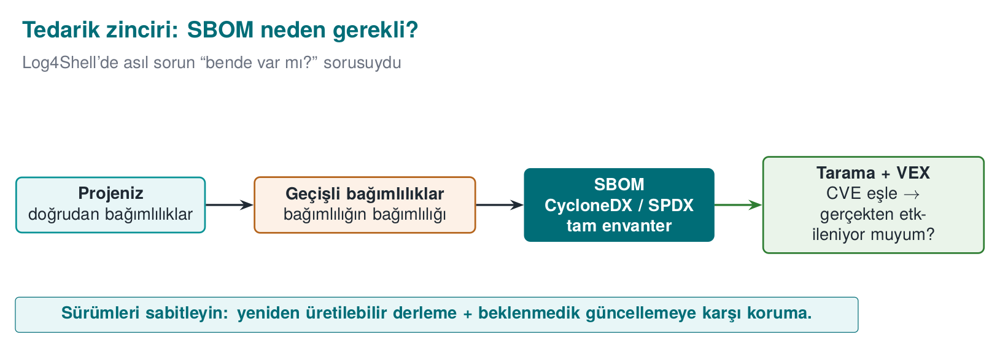 Tedarik zinciri: SBOM neden gerekli?
Log4Shell’de asıl sorun “bende var mı?” sorusuydu
Projeniz
doğrudan bağımlılıklar
Geçişli bağımlılıklar
bağımlılığın bağımlılığı
SBOM
CycloneDX / SPDX
tam envanter
Tarama + VEX
CVE eşle →
gerçekten etk-
ileniyor muyum?
Sürümleri sabitleyin: yeniden üretilebilir derleme + beklenmedik güncellemeye karşı koruma.